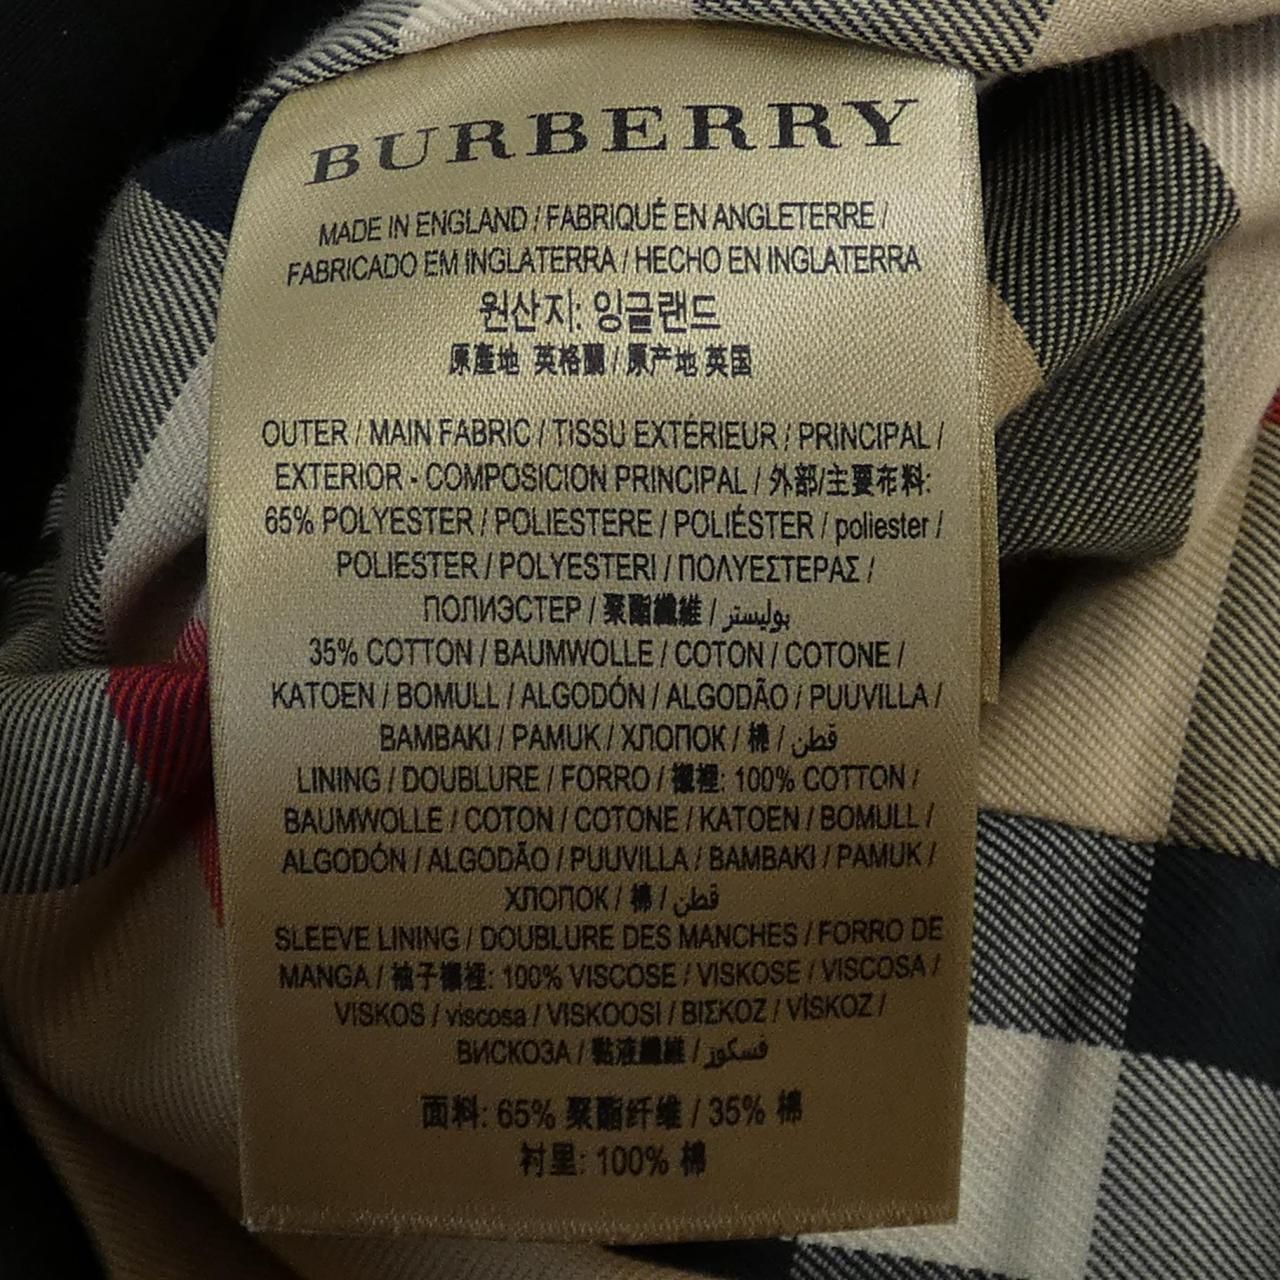 BURBERRY
MADE IN ENGLAND / FABRIQUÉ EN ANGLETERRE /
FABRICADO EM INGLATERRA / HECHO EN INGLATERRA
원산지: 잉글랜드
原產地 英格蘭 / 原产地 英国
OUTER / MAIN FABRIC / TISSU EXTÉRIEUR / PRINCIPAL /
EXTERIOR - COMPOSICION PRINCIPAL / 外部/主要布料:
65% POLYESTER / POLIESTERE / POLIÉSTER / poliester /
POLIESTER / POLYESTERI / ΠΟΛΥΕΣΤΕΡΑΣ /
ПОЛИЭСТЕР / 聚酯纖維 / بوليستر
35% COTTON / BAUMWOLLE / COTON / COTONE /
KATOEN / BOMULL / ALGODÓN / ALGODÃO / PUUVILLA /
BAMBAKI / PAMUK / ХЛОПОК / 棉 / قطن
LINING / DOUBLURE / FORRO / 襯裡: 100% COTTON /
BAUMWOLLE / COTON / COTONE / KATOEN / BOMULL /
ALGODÓN / ALGODÃO / PUUVILLA / BAMBAKI / PAMUK /
ХЛОПОК / 棉 / قطن
SLEEVE LINING / DOUBLURE DES MANCHES / FORRO DE
MANGA / 袖子襯裡: 100% VISCOSE / VISKOSE / VISCOSA /
VISKOS / viscosa / VISKOOSI / ΒΙΣΚΟΖ / VİSKOZ /
ВИСКОЗА / 黏液纖維 / فسكوز
面料: 65% 聚酯纤维 / 35% 棉
衬里: 100% 棉